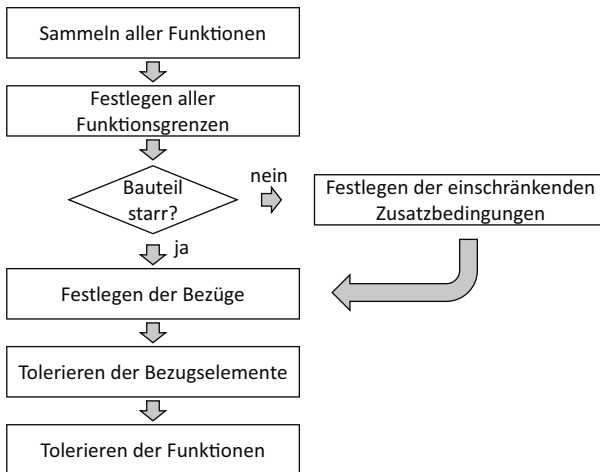 Sammeln aller Funktionen
Festlegen aller
Funktionsgrenzen
Bauteil
starr?
nein
Festlegen der einschränkenden
Zusatzbedingungen
ja
Festlegen der Bezüge
Tolerieren der Bezugselemente
Tolerieren der Funktionen